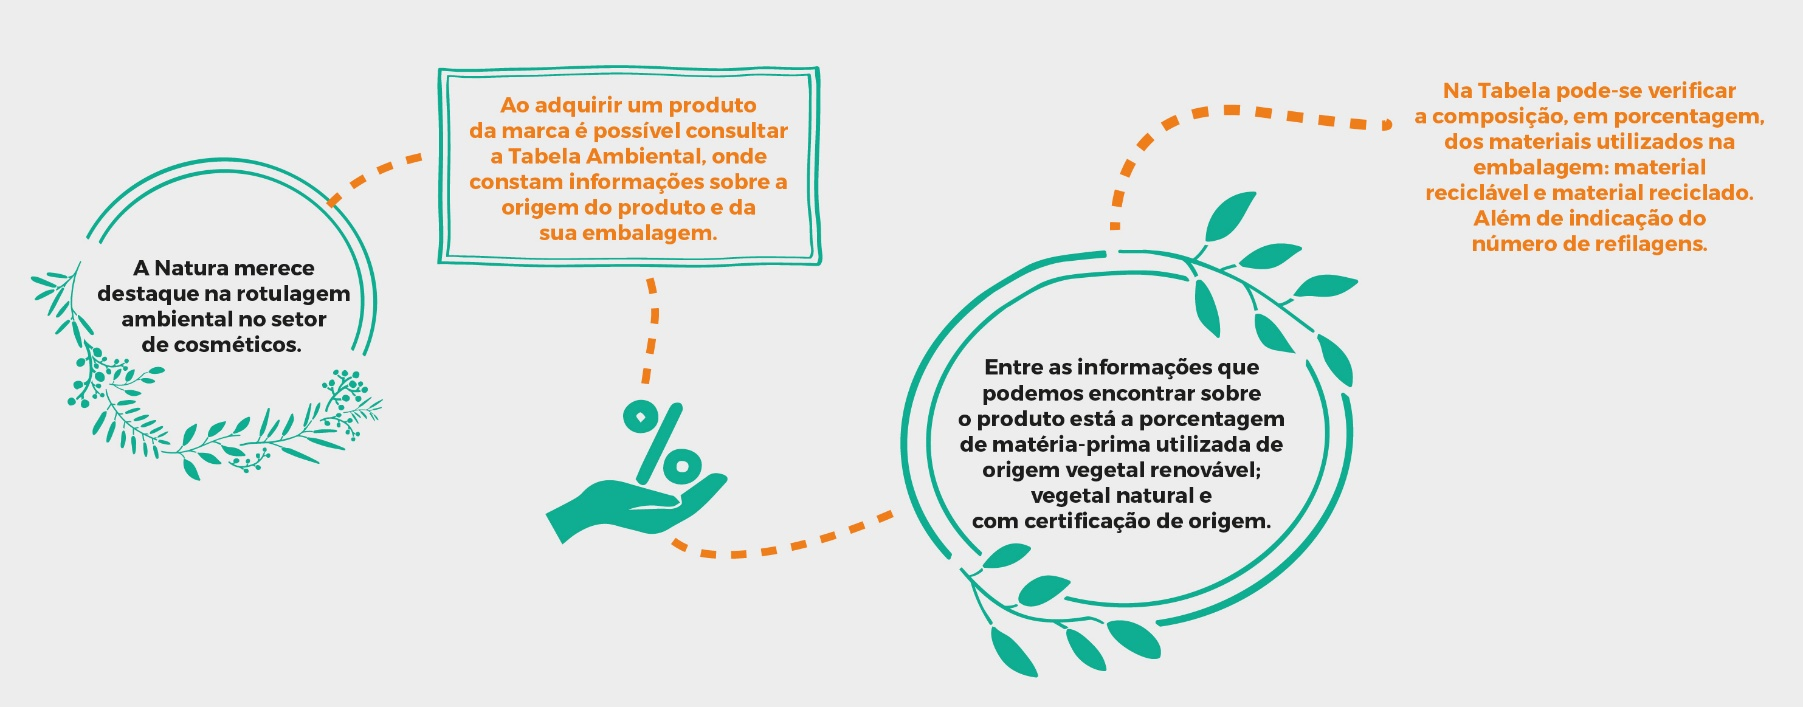 A Natura merece
destaque na rotulagem
ambiental no setor
de cosméticos.
Ao adquirir um produto
da marca é possível consultar
a Tabela Ambiental, onde
constam informações sobre a
origem do produto e da
sua embalagem.
%
Entre as informações que
podemos encontrar sobre
o produto está a porcentagem
de matéria-prima utilizada de
origem vegetal renovável;
vegetal natural e
com certificação de origem.
Na Tabela pode-se verificar
a composição, em porcentagem,
dos materiais utilizados na
embalagem: material
reciclável e material reciclado.
Além de indicação do
número de refilagens.